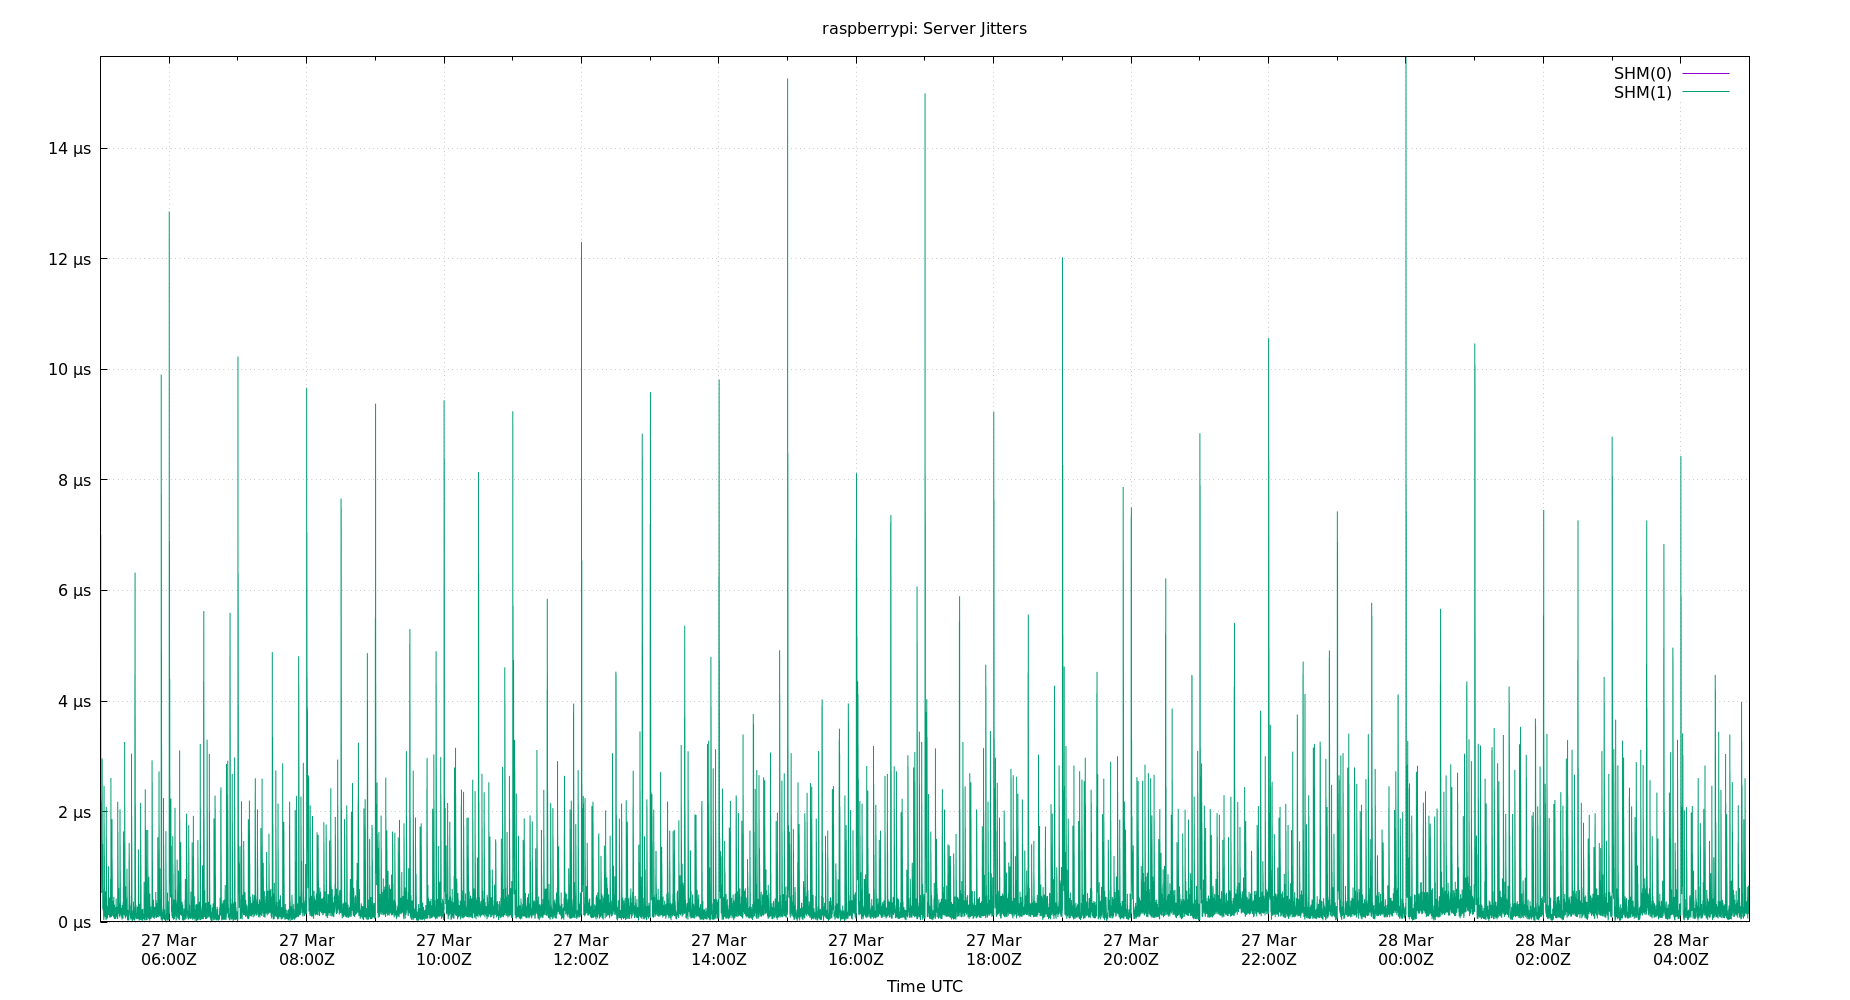 raspberrypi: Server Jitters
SHM(0)
SHM(1)
14 µs
12 µs
10 µs
8 µs
6 µs
4 µs
2 µs
0 µs
27 Mar 27 Mar 27 Mar 27 Mar 27 Mar 27 Mar 27 Mar 27 Mar 27 Mar 28 Mar 28 Mar 28 Mar
06:00Z 08:00Z 10:00Z 12:00Z 14:00Z 16:00Z 18:00Z 20:00Z 22:00Z 00:00Z 02:00Z 04:00Z
Time UTC